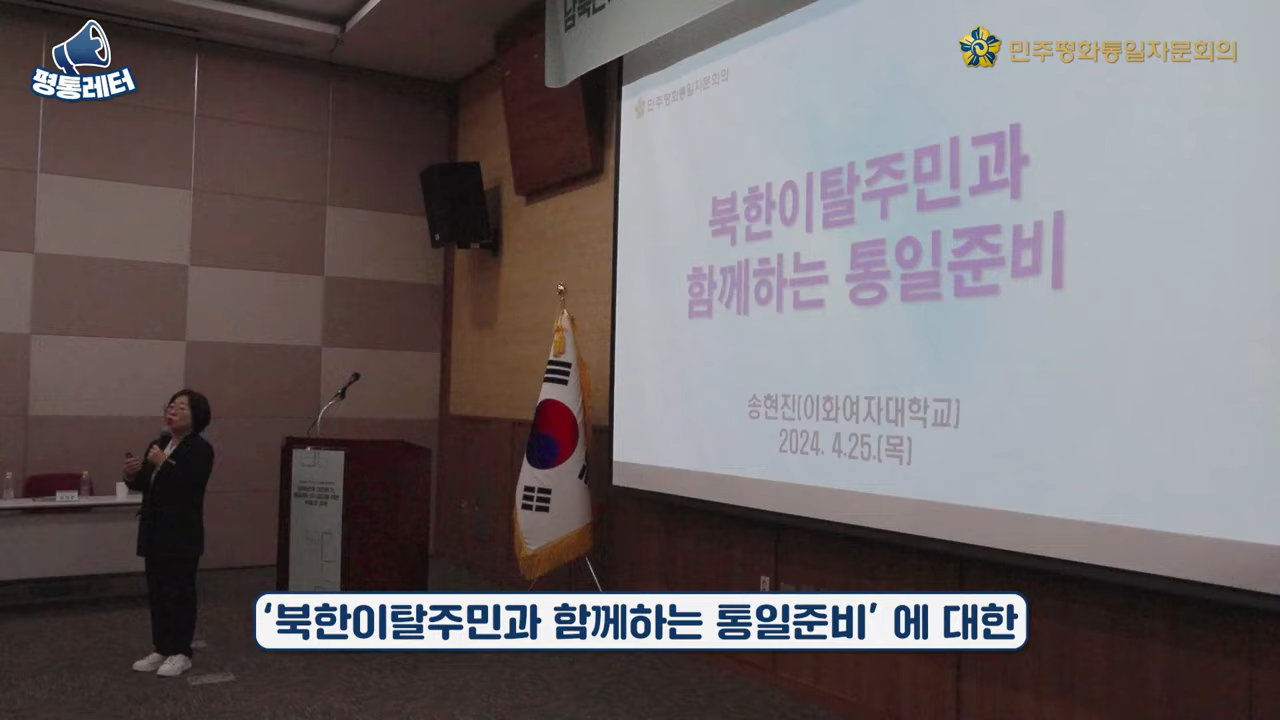 평통레터
민주평화통일자문회의
남북
민주평화통일자문회의
북한이탈주민과
함께하는 통일준비
송현진(이화여자대학교)
2024. 4.25.(목)
‘북한이탈주민과 함께하는 통일준비’ 에 대한